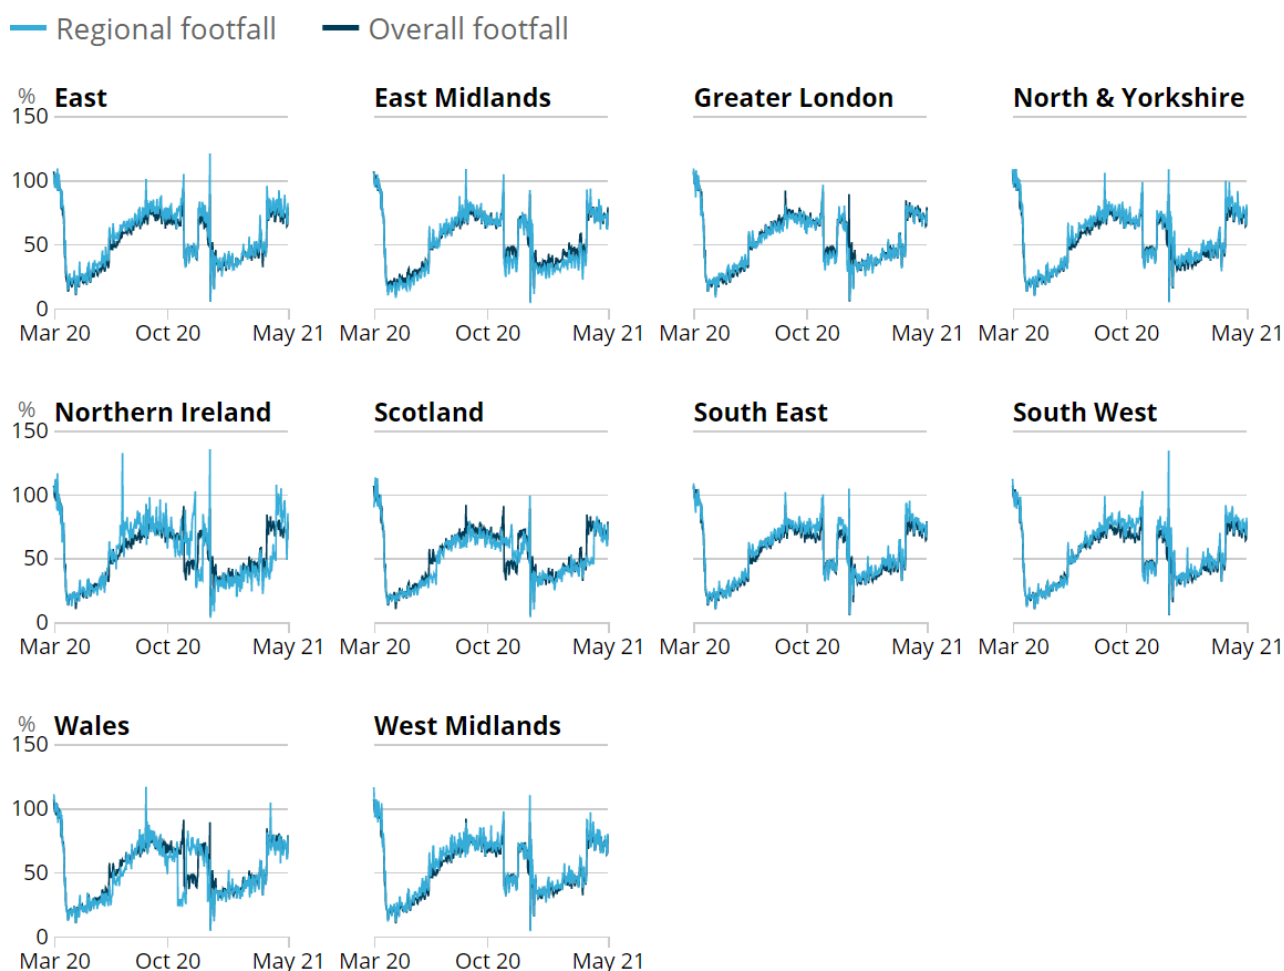 Regional footfall Overall footfall
% East East Midlands Greater London North & Yorkshire
150
100
50
0
Mar 20 Oct 20 May 21 Mar 20 Oct 20 May 21 Mar 20 Oct 20 May 21 Mar 20 Oct 20 May 21
% Northern Ireland Scotland South East South West
150
100
50
0
Mar 20 Oct 20 May 21 Mar 20 Oct 20 May 21 Mar 20 Oct 20 May 21 Mar 20 Oct 20 May 21
% Wales West Midlands
150
100
50
0
Mar 20 Oct 20 May 21 Mar 20 Oct 20 May 21